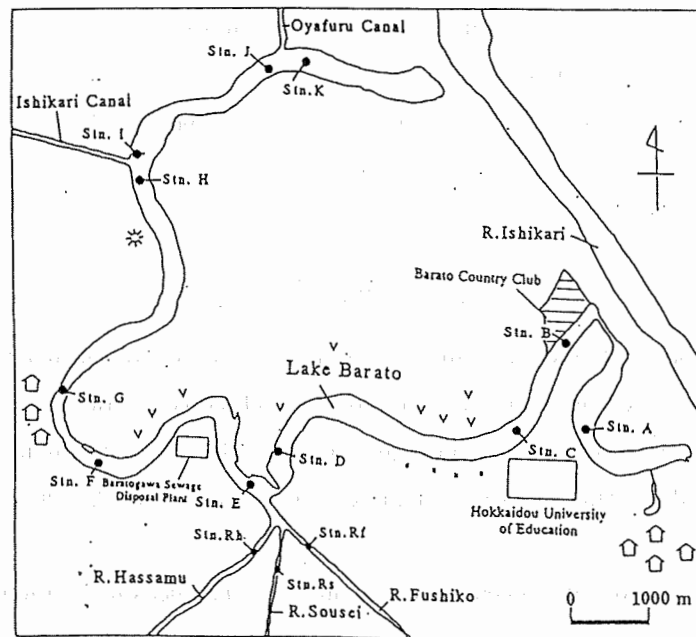 Oyafuru Canal
Stn. J
Stn.K
Ishikari Canal
Stn. I
Stn. H
R.Ishikari
Barato Country Club
Stn. B
Lake Barato
Stn. G
Stn. A
Stn. D
Stn. C
Stn. F
Baratogawa Sewage
Disposal Plant
Stn. E
Hokkaidou University
of Education
Stn.Rh
Stn.Rf
R.Hassamu
Stn.Rs
R.Sousei
R.Fushiko
0 1000 m